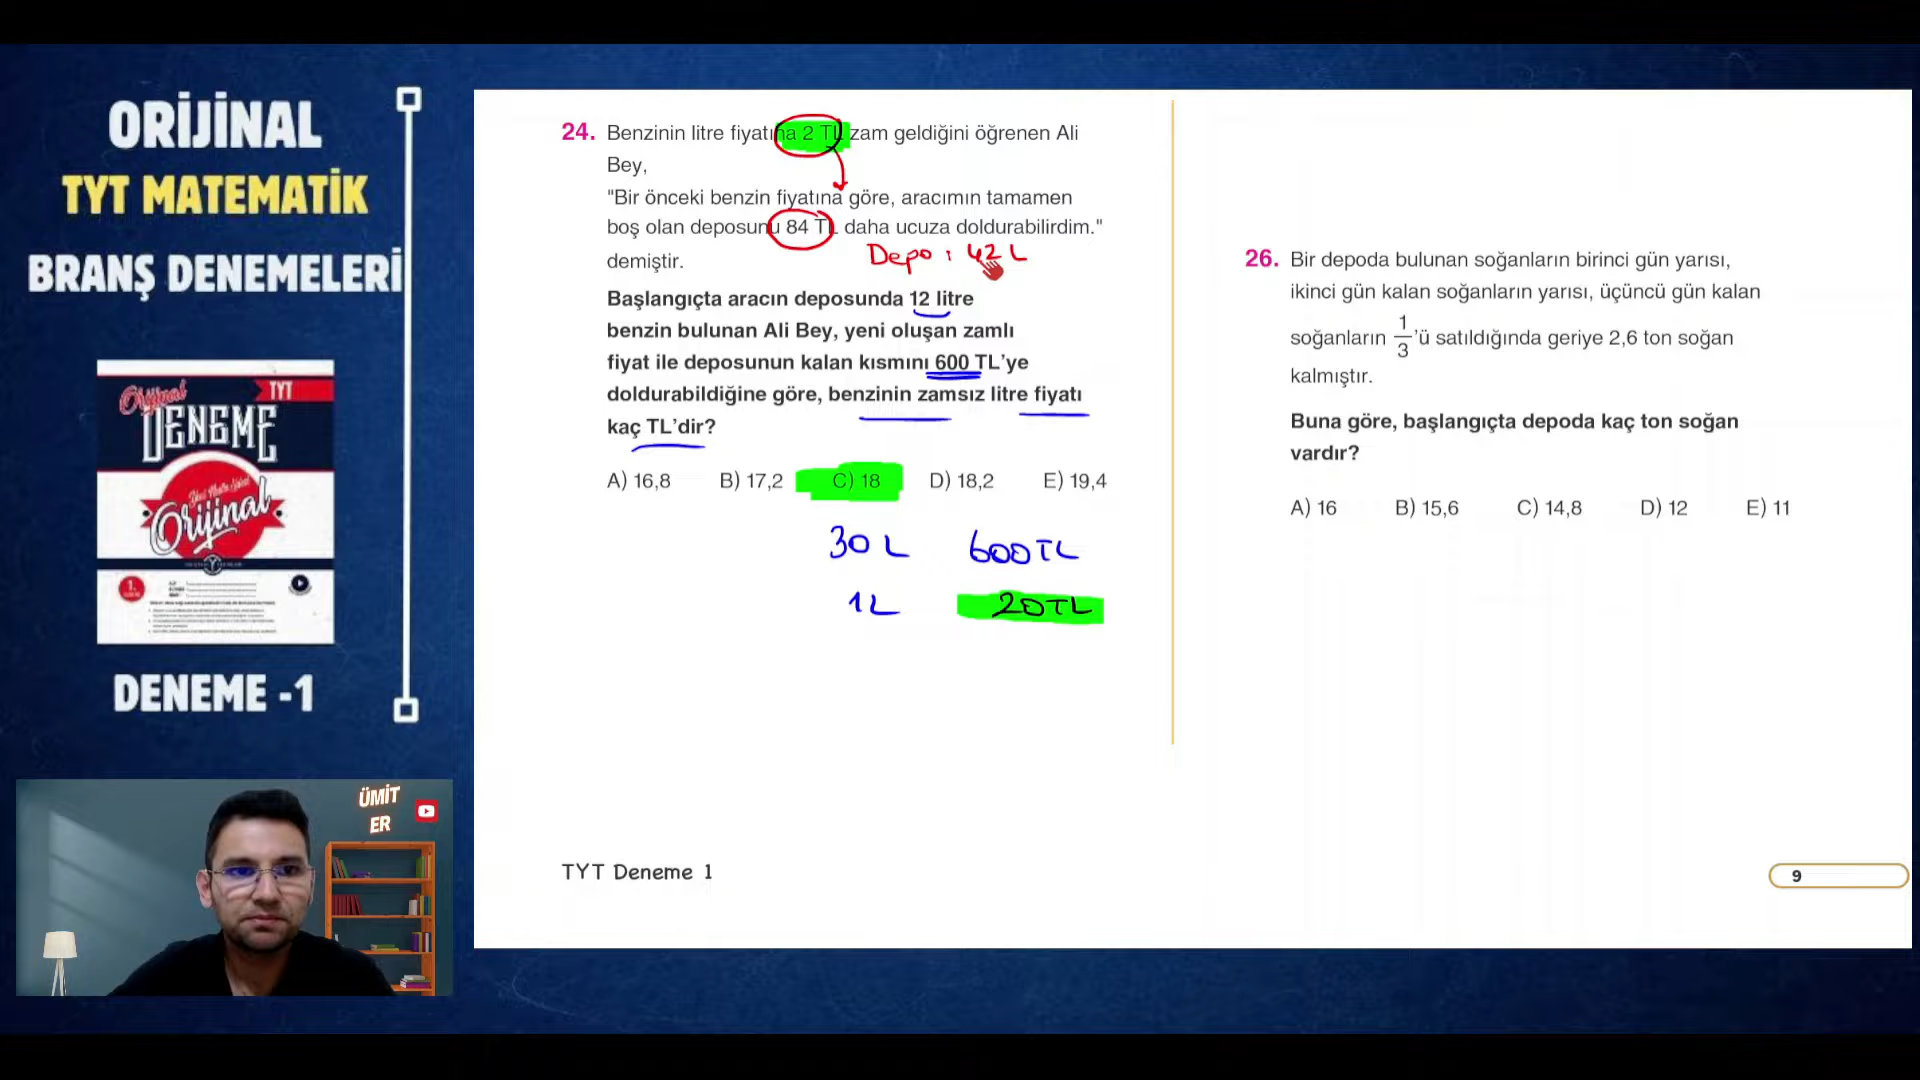 ORİJİNAL
TYT MATEMATİK
BRANŞ DENEMELERİ
Orijinal
TYT
DENEME
Orijinal
1.
DENEME -1
ÜMİT
ER
24. Benzinin litre fiyatına 2 TL zam geldiğini öğrenen Ali
Bey,
"Bir önceki benzin fiyatına göre, aracımın tamamen
boş olan deposunu 84 TL daha ucuza doldurabilirdim."
demiştir.
Depo : 42 L
Başlangıçta aracın deposunda 12 litre
benzin bulunan Ali Bey, yeni oluşan zamlı
fiyat ile deposunun kalan kısmını 600 TL'ye
doldurabildiğine göre, benzinin zamsız litre fiyatı
kaç TL'dir?
A) 16,8 B) 17,2 C) 18 D) 18,2 E) 19,4
30 L 600 TL
1L 20TL
TYT Deneme 1
26. Bir depoda bulunan soğanların birinci gün yarısı,
ikinci gün kalan soğanların yarısı, üçüncü gün kalan
soğanların 1/3'ü satıldığında geriye 2,6 ton soğan
kalmıştır.
Buna göre, başlangıçta depoda kaç ton soğan
vardır?
A) 16 B) 15,6 C) 14,8 D) 12 E) 11
9